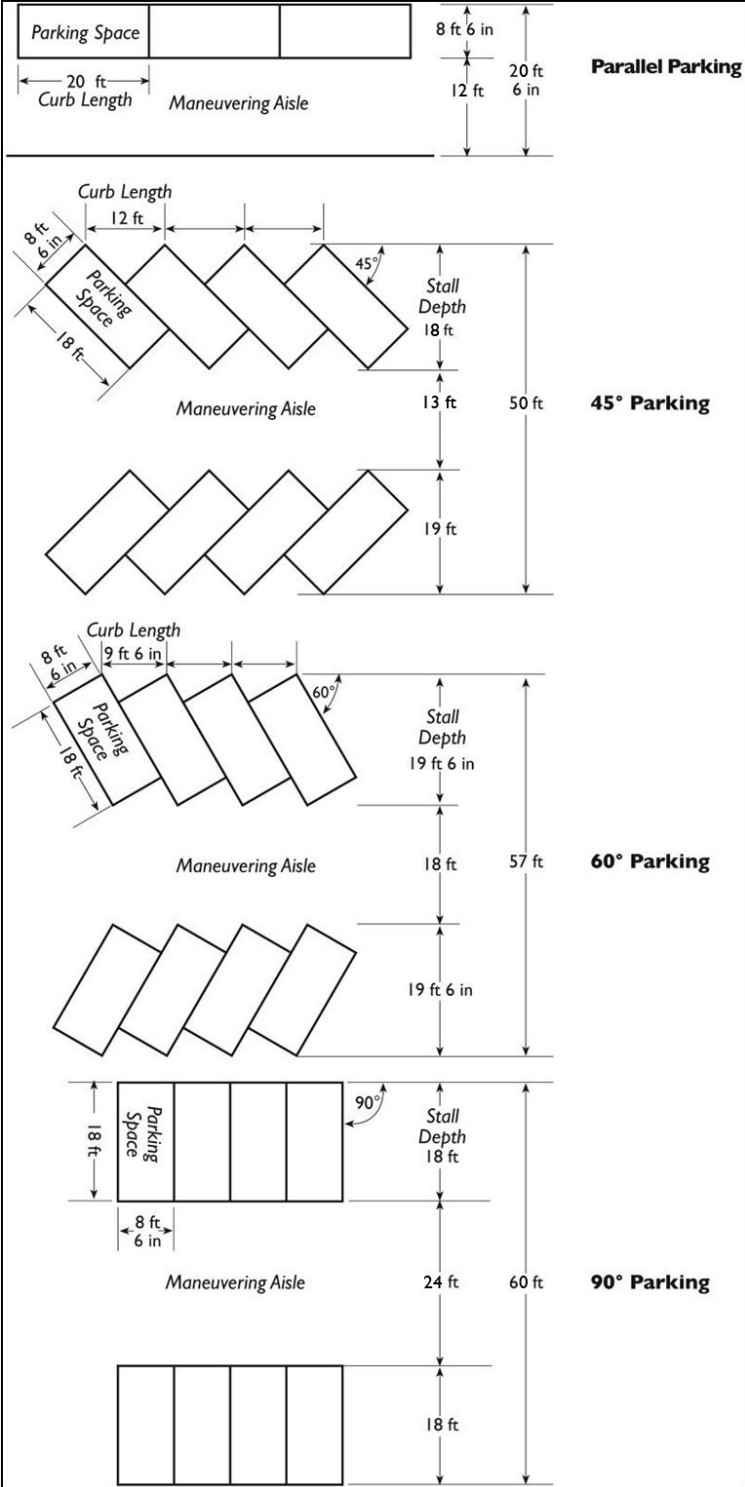 Parking Space
8 ft 6 in
20 ft
6 in
12 ft
Parallel Parking
20 ft
Curb Length
Maneuvering Aisle
Curb Length
12 ft
8 ft
6 in
Parking
Space
18 ft
45°
Stall
Depth
18 ft
Maneuvering Aisle
13 ft
50 ft
45° Parking
19 ft
Curb Length
9 ft 6 in
8 ft
6 in
Parking
Space
18 ft
60°
Stall
Depth
19 ft 6 in
Maneuvering Aisle
18 ft
57 ft
60° Parking
19 ft 6 in
18 ft
Parking
Space
90°
Stall
Depth
18 ft
8 ft
6 in
Maneuvering Aisle
24 ft
60 ft
90° Parking
18 ft